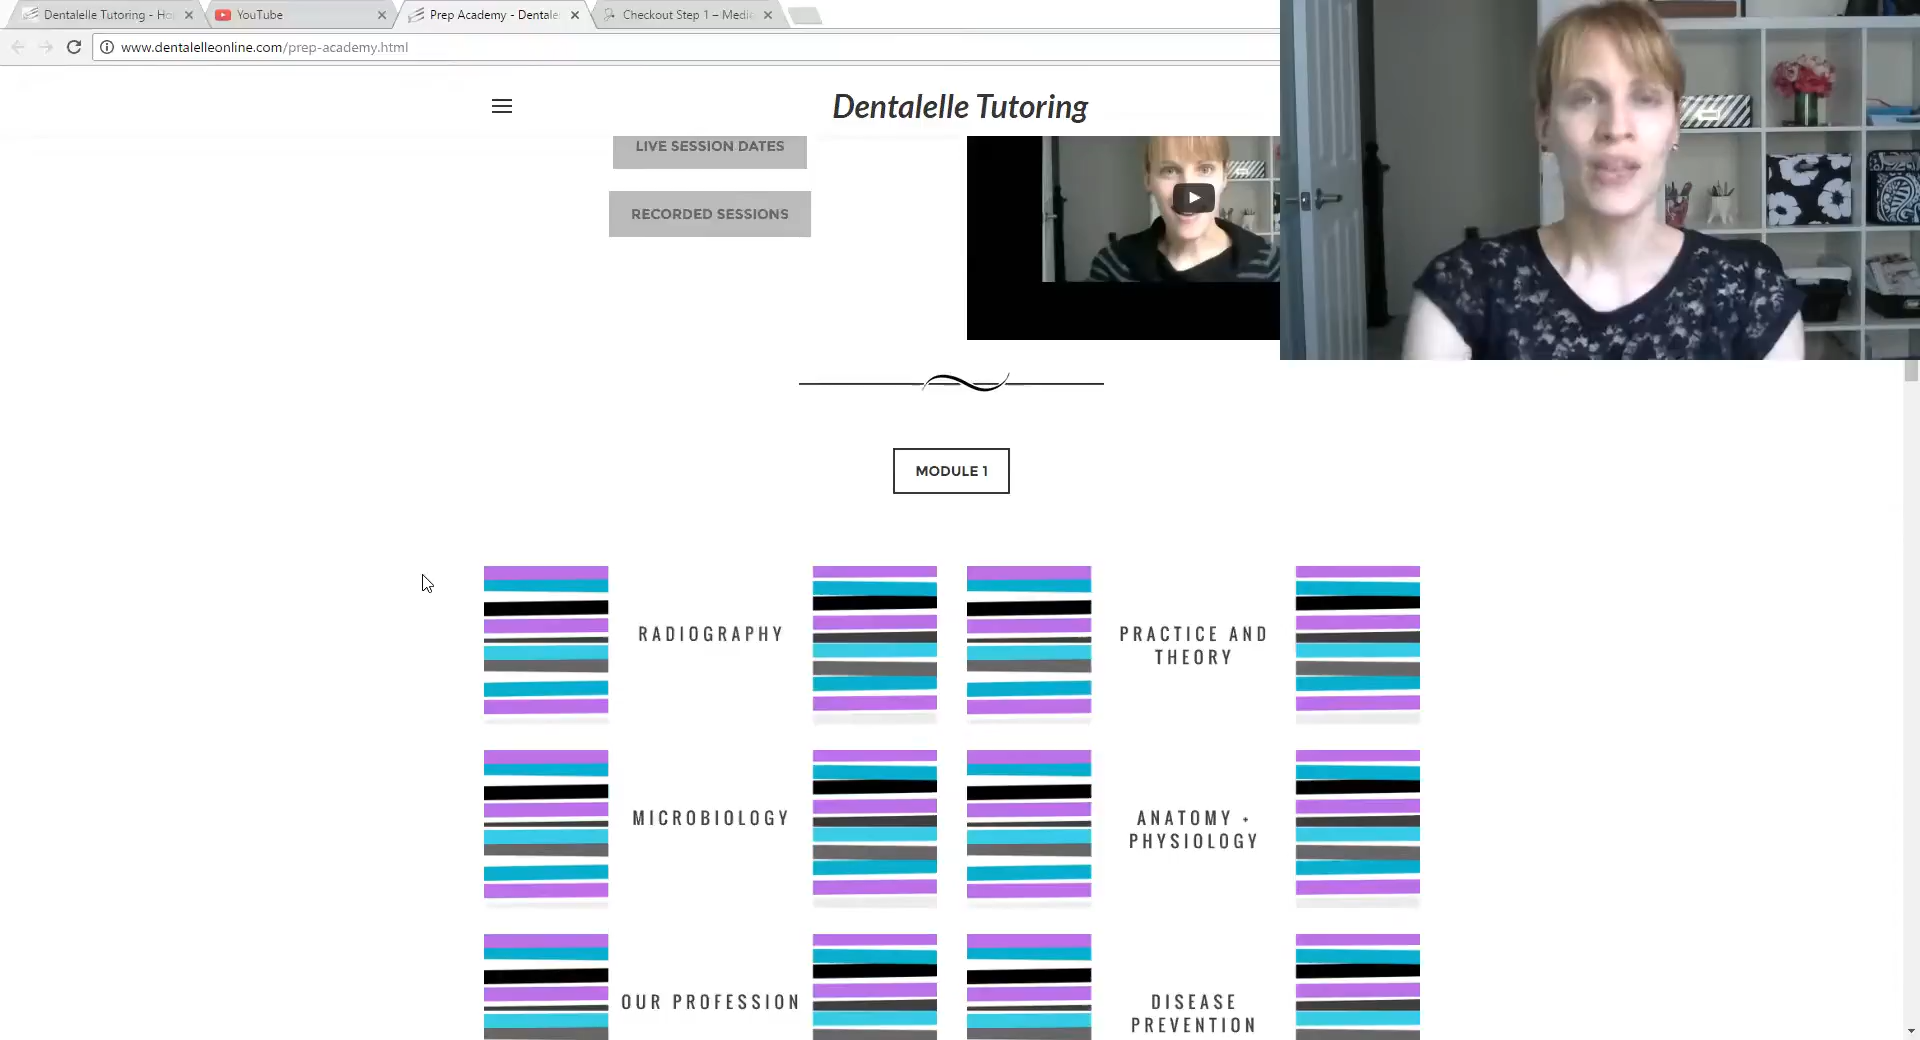 Dentalelle Tutoring - Ho
YouTube
Prep Academy - Dentale
Checkout Step 1 – Medic
www.dentalelleonline.com/prep-academy.html
Dentalelle Tutoring
LIVE SESSION DATES
RECORDED SESSIONS
MODULE 1
RADIOGRAPHY
PRACTICE AND
THEORY
MICROBIOLOGY
ANATOMY +
PHYSIOLOGY
OUR PROFESSION
DISEASE
PREVENTION